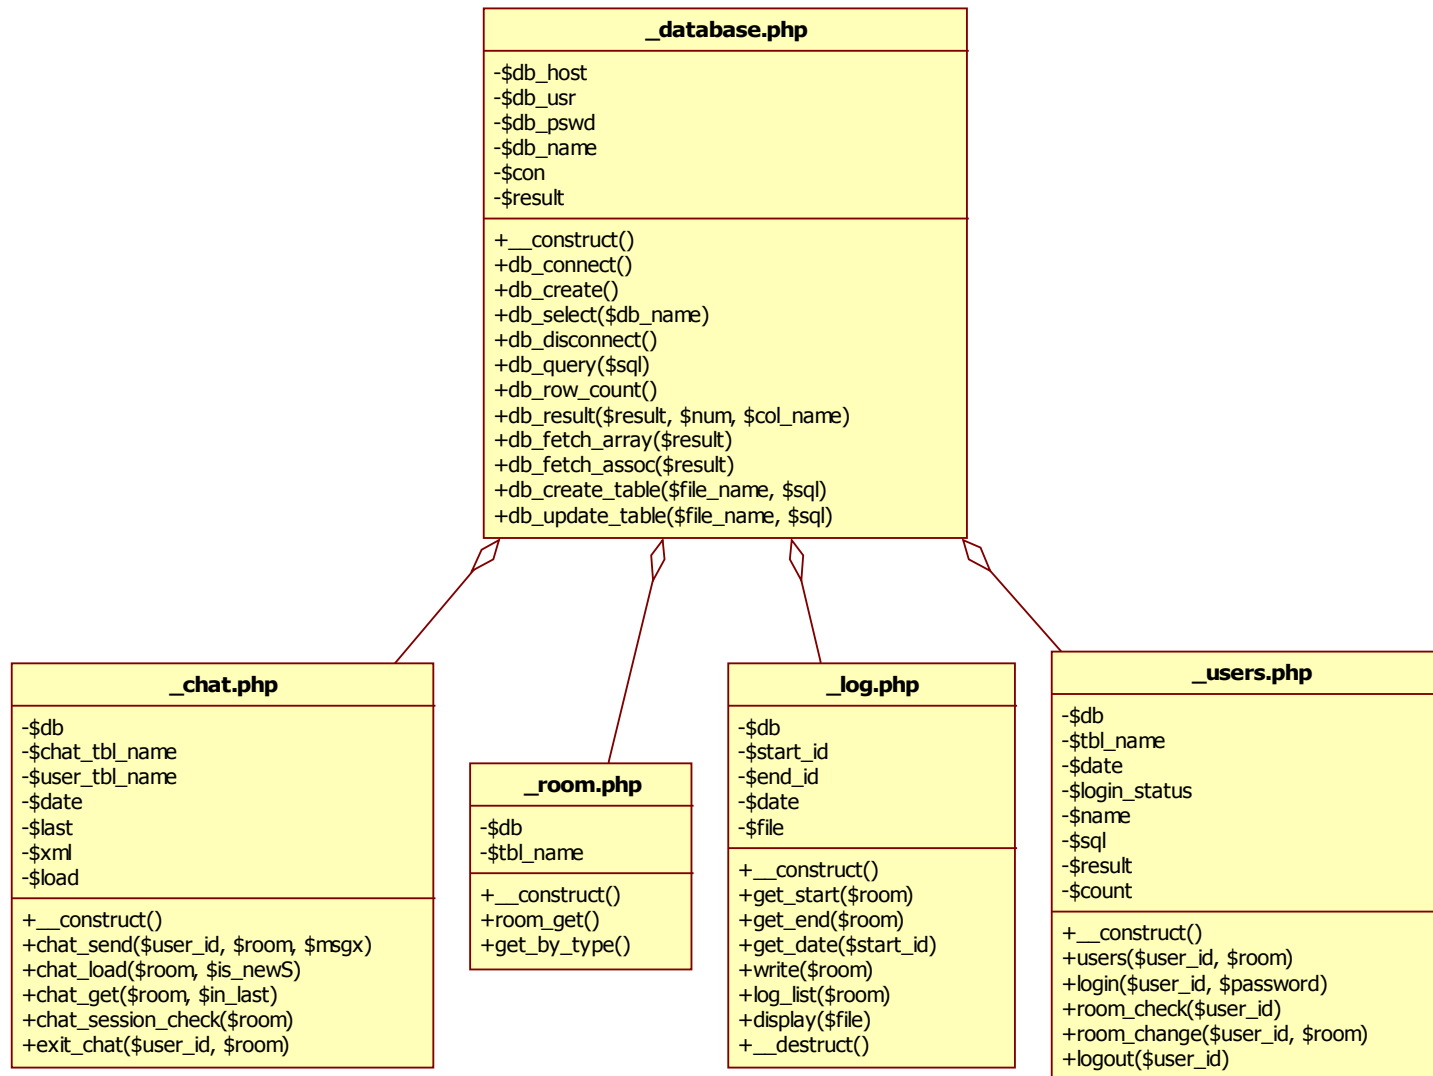 _database.php
-$db_host
-$db_usr
-$db_pswd
-$db_name
-$con
-$result
+__construct()
+db_connect()
+db_create()
+db_select($db_name)
+db_disconnect()
+db_query($sql)
+db_row_count()
+db_result($result, $num, $col_name)
+db_fetch_array($result)
+db_fetch_assoc($result)
+db_create_table($file_name, $sql)
+db_update_table($file_name, $sql)
_chat.php
-$db
-$chat_tbl_name
-$user_tbl_name
-$date
-$last
-$xml
-$load
+__construct()
+chat_send($user_id, $room, $msgx)
+chat_load($room, $is_newS)
+chat_get($room, $in_last)
+chat_session_check($room)
+exit_chat($user_id, $room)
_room.php
-$db
-$tbl_name
+__construct()
+room_get()
+get_by_type()
_log.php
-$db
-$start_id
-$end_id
-$date
-$file
+__construct()
+get_start($room)
+get_end($room)
+get_date($start_id)
+write($room)
+log_list($room)
+display($file)
+__destruct()
_users.php
-$db
-$tbl_name
-$date
-$login_status
-$name
-$sql
-$result
-$count
+__construct()
+users($user_id, $room)
+login($user_id, $password)
+room_check($user_id)
+room_change($user_id, $room)
+logout($user_id)